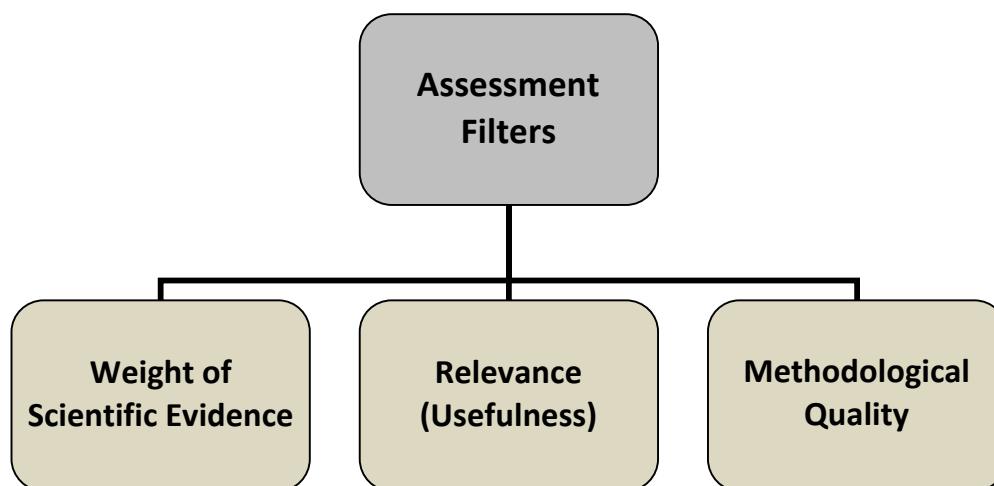 Assessment
Filters
Weight of
Scientific Evidence
Relevance
(Usefulness)
Methodological
Quality